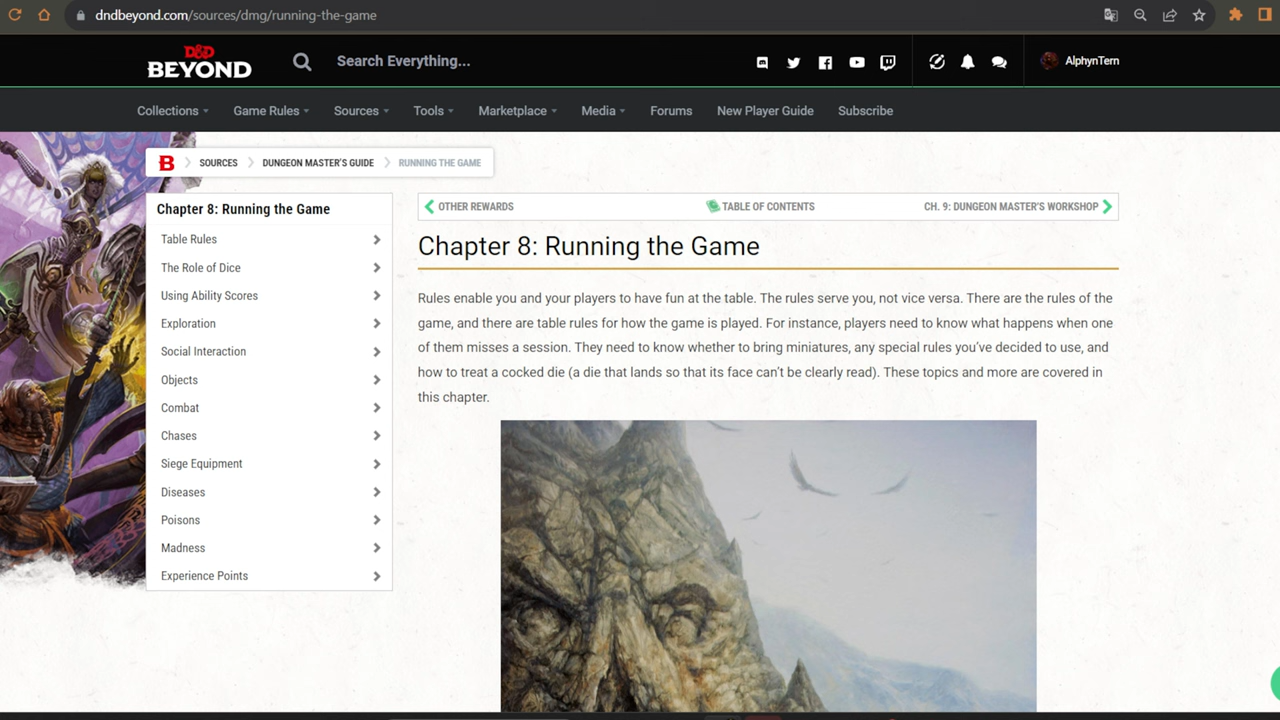 dndbeyond.com/sources/dmg/running-the-game
D&D
BEYOND
Search Everything...
AlphynTern
Collections
Game Rules
Sources
Tools
Marketplace
Media
Forums
New Player Guide
Subscribe
B
SOURCES
DUNGEON MASTER'S GUIDE
RUNNING THE GAME
Chapter 8: Running the Game
Table Rules
The Role of Dice
Using Ability Scores
Exploration
Social Interaction
Objects
Combat
Chases
Siege Equipment
Diseases
Poisons
Madness
Experience Points
OTHER REWARDS
TABLE OF CONTENTS
CH. 9: DUNGEON MASTER'S WORKSHOP
Chapter 8: Running the Game
Rules enable you and your players to have fun at the table. The rules serve you, not vice versa. There are the rules of the
game, and there are table rules for how the game is played. For instance, players need to know what happens when one
of them misses a session. They need to know whether to bring miniatures, any special rules you've decided to use, and
how to treat a cocked die (a die that lands so that its face can't be clearly read). These topics and more are covered in
this chapter.